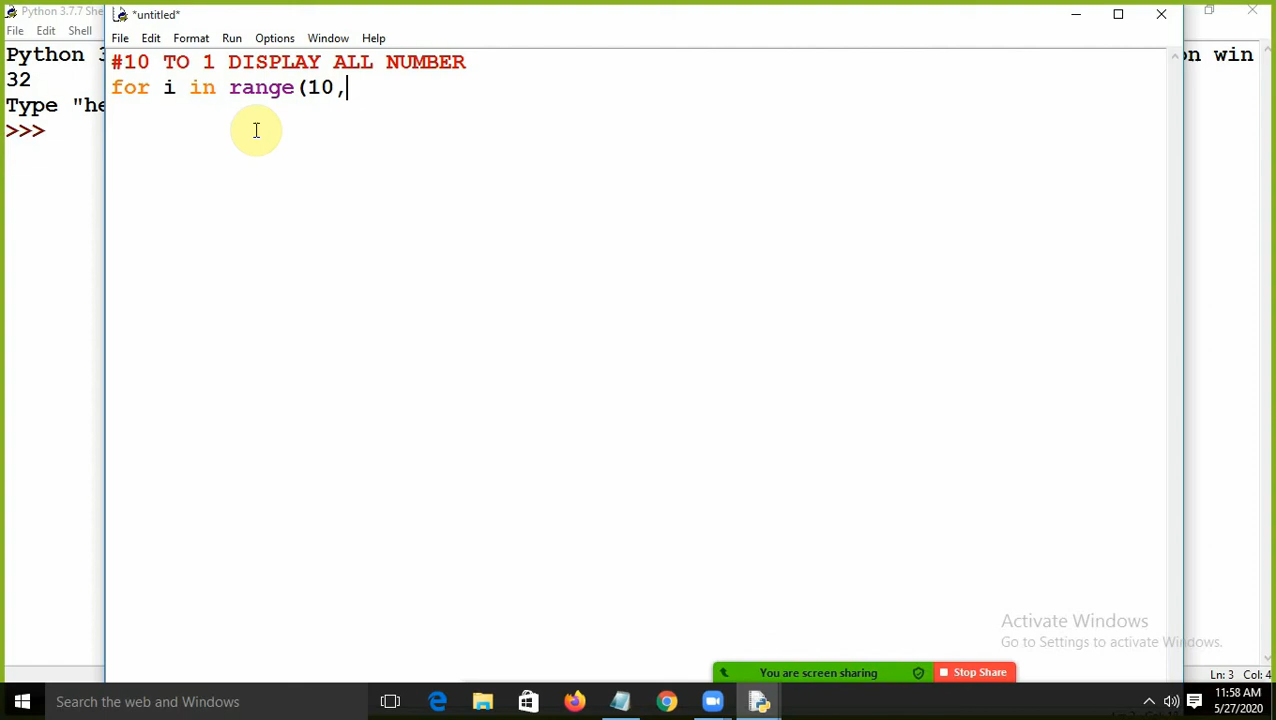 Python 3.7.7 She
*untitled*
File Edit Shell
File Edit Format Run Options Window Help
Python 3
on win
32
Type "he
>>>
#10 TO 1 DISPLAY ALL NUMBER
for i in range(10,
Activate Windows
Go to Settings to activate Windows.
You are screen sharing
Stop Share
Ln: 3 Col: 4
Search the web and Windows
11:58 AM
5/27/2020